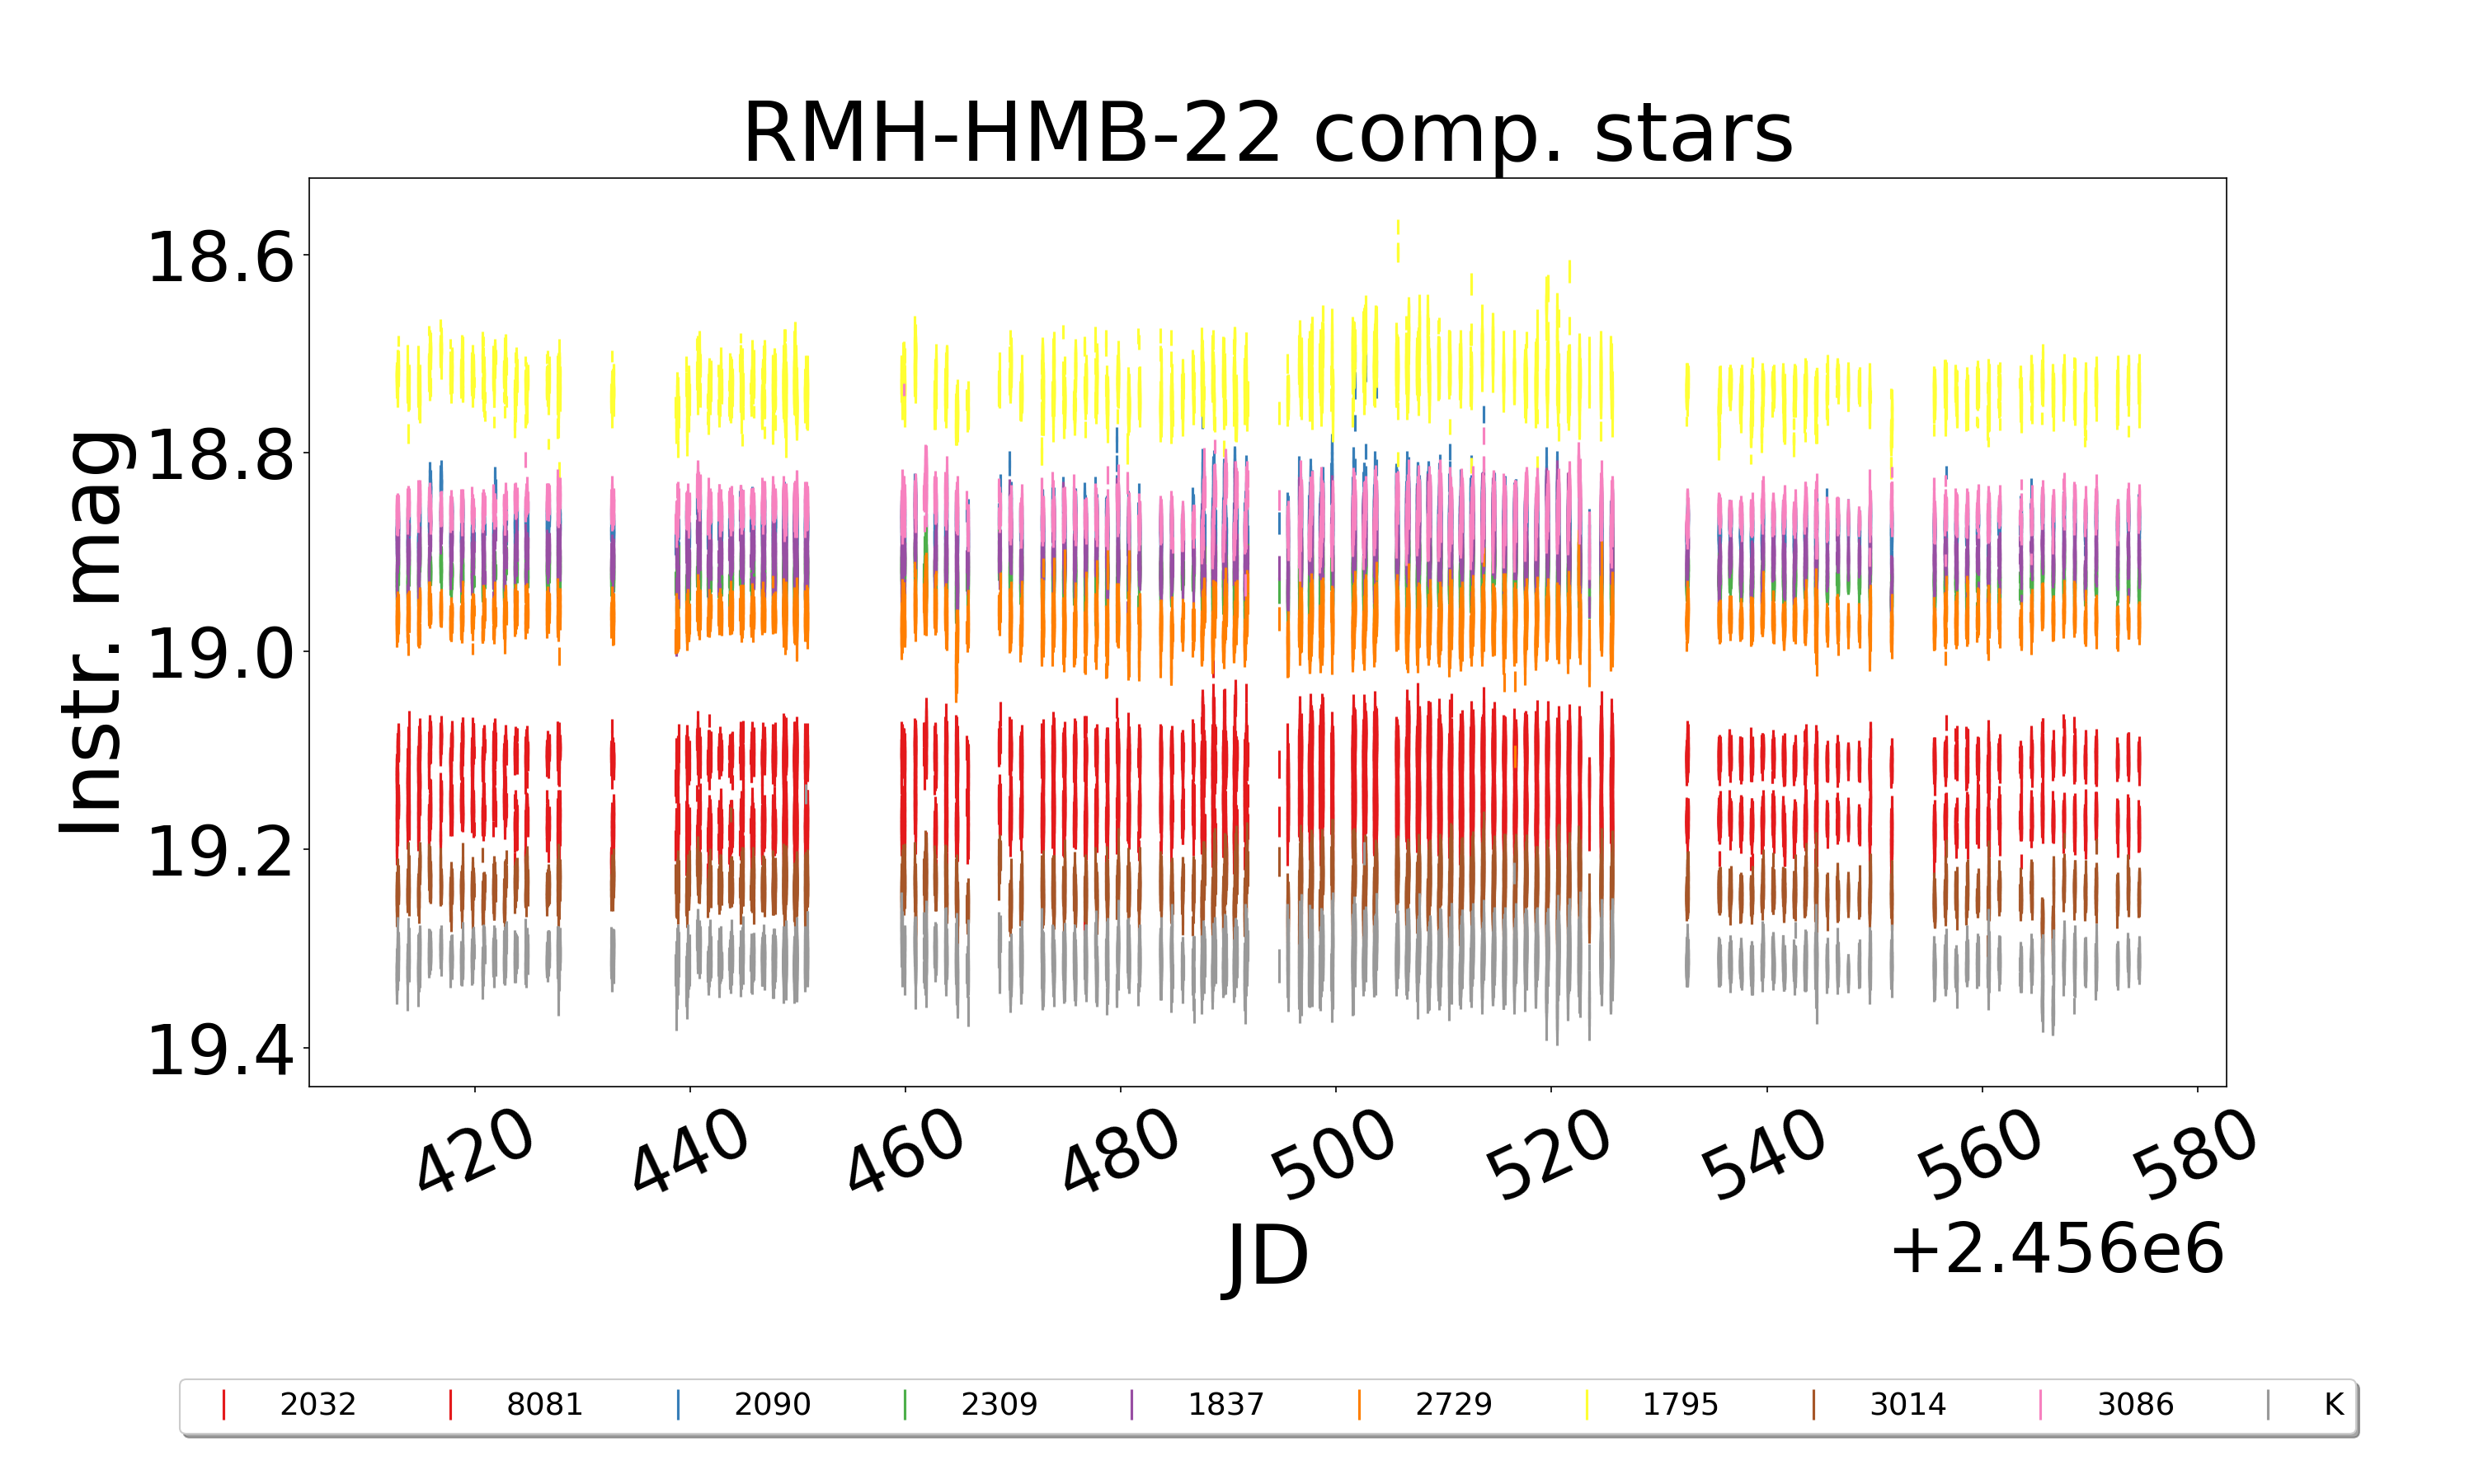 RMH-HMB-22 comp. stars
Instr. mag
18.6
18.8
19.0
19.2
19.4
420 440 460 480 500 520 540 560 580
JD
+2.456e6
2032 8081 2090 2309 1837 2729 1795 3014 3086 K